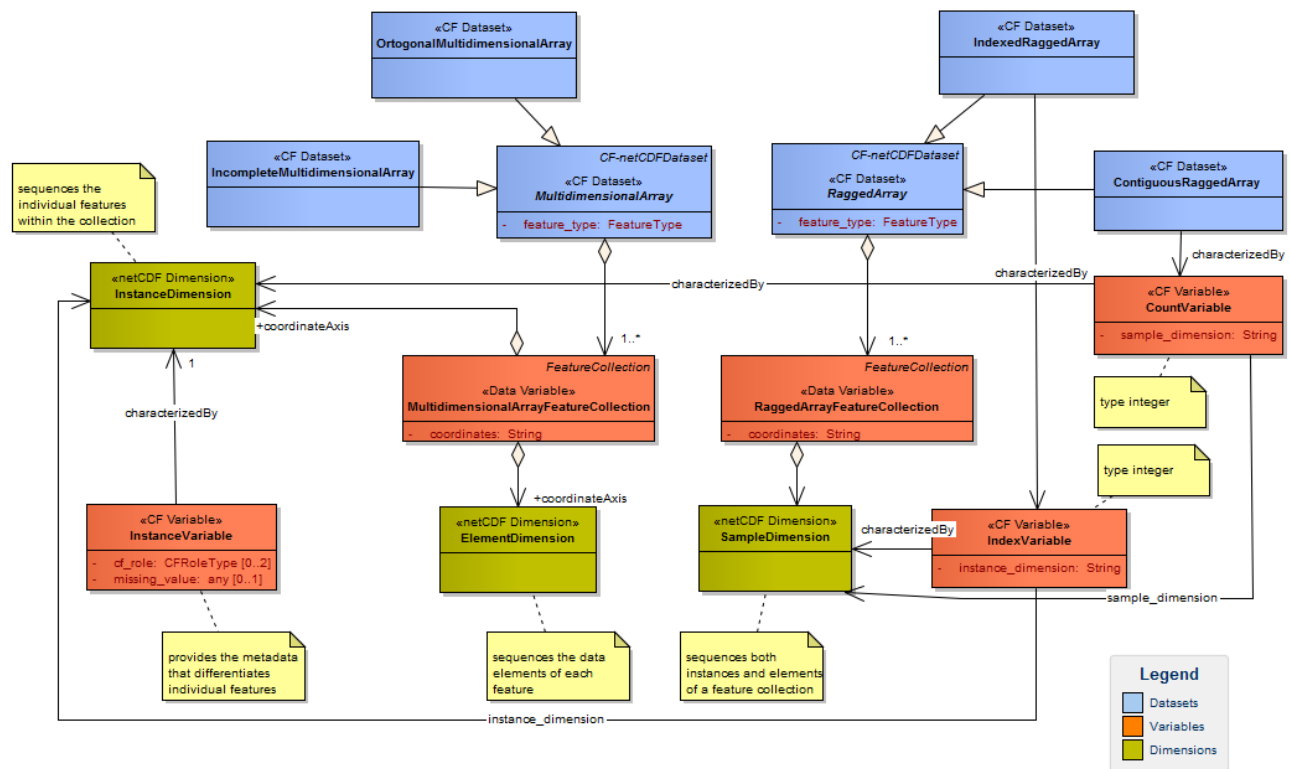 «CF Dataset»
OrtogonalMultidimensionalArray
«CF Dataset»
IndexedRaggedArray
«CF Dataset»
IncompleteMultidimensionalArray
CF-netCDFDataset
«CF Dataset»
MultidimensionalArray
- feature_type: FeatureType
CF-netCDFDataset
«CF Dataset»
RaggedArray
- feature_type: FeatureType
«CF Dataset»
ContiguousRaggedArray
sequences the
individual features
within the collection
«netCDF Dimension»
InstanceDimension
+coordinateAxis
characterizedBy
characterizedBy
characterizedBy
«CF Variable»
CountVariable
- sample_dimension: String
1
1..*
1..*
characterizedBy
FeatureCollection
«Data Variable»
MultidimensionalArrayFeatureCollection
- coordinates: String
FeatureCollection
«Data Variable»
RaggedArrayFeatureCollection
- coordinates: String
type integer
type integer
+coordinateAxis
«CF Variable»
InstanceVariable
- cf_role: CFRoleType [0..2]
- missing_value: any [0..1]
«netCDF Dimension»
ElementDimension
«netCDF Dimension»
SampleDimension
characterizedBy
«CF Variable»
IndexVariable
- instance_dimension: String
sample_dimension
provides the metadata
that differentiates
individual features
sequences the data
elements of each
feature
sequences both
instances and elements
of a feature collection
instance_dimension
Legend
Datasets
Variables
Dimensions